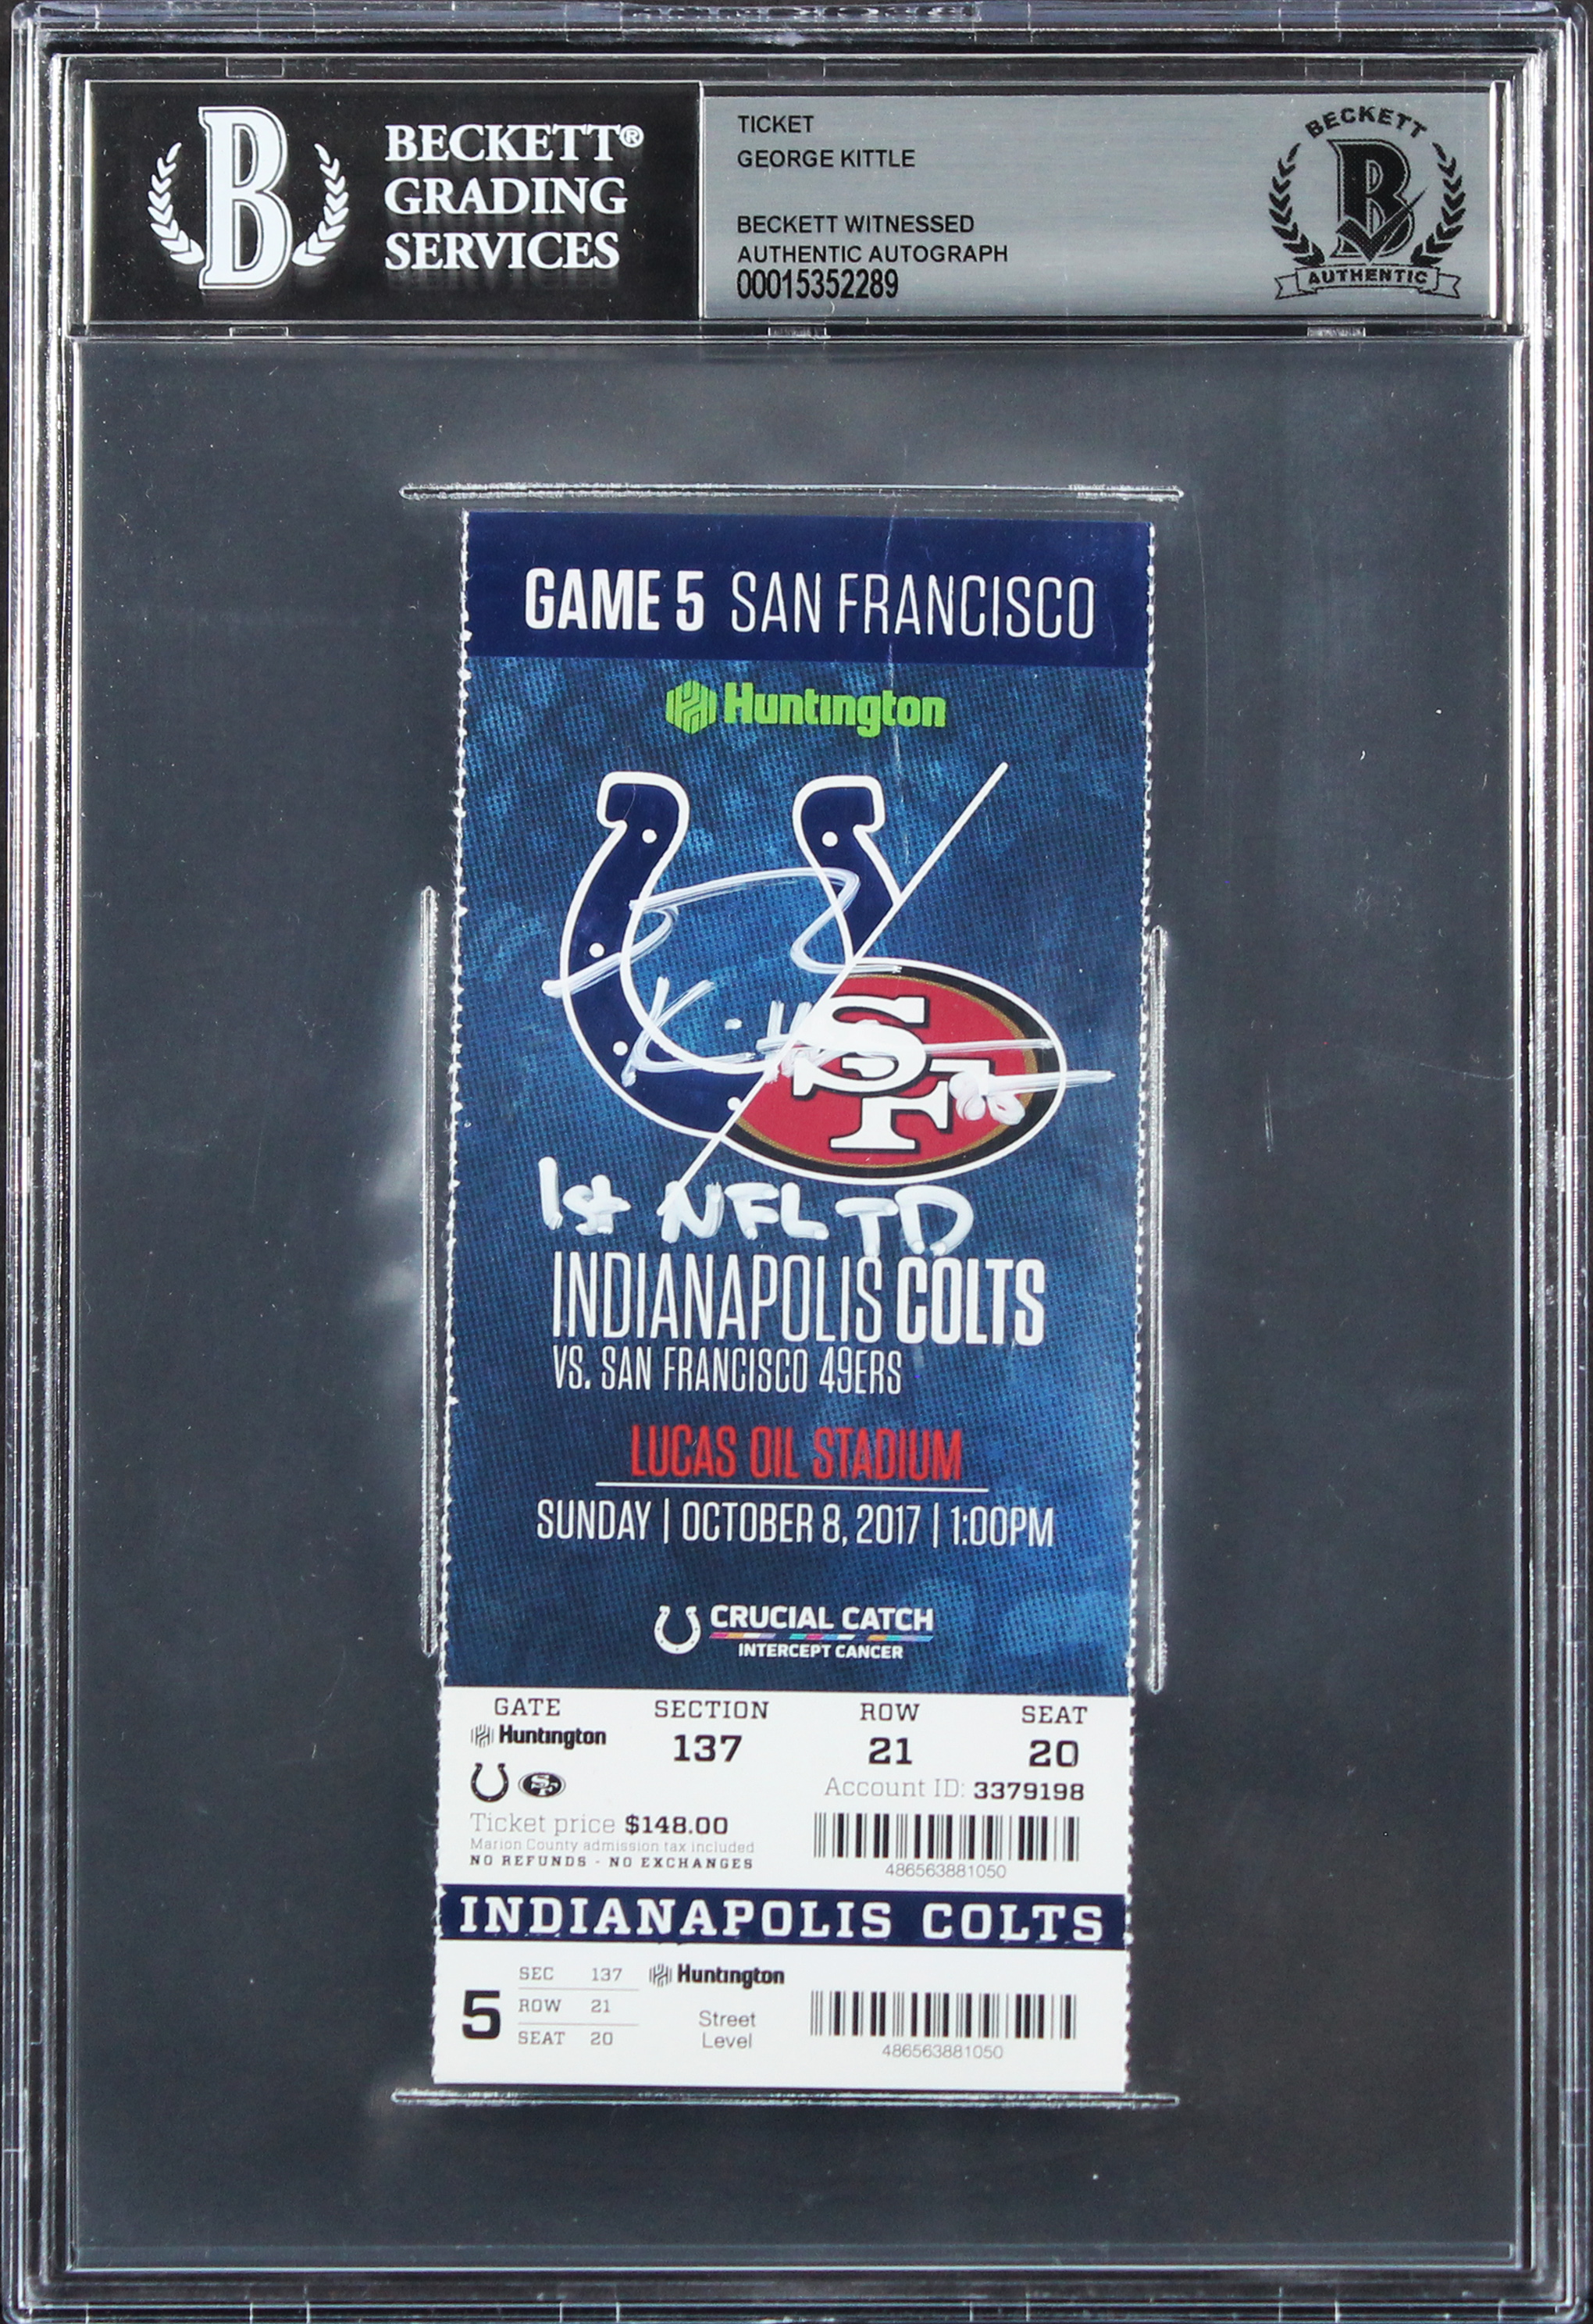 BECKETT®
GRADING
SERVICES
B
TICKET
GEORGE KITTLE
BECKETT WITNESSED
AUTHENTIC AUTOGRAPH
00015352289
BECKETT
B
AUTHENTIC
GAME 5 SAN FRANCISCO
Huntington
SF
1st NFL TD
INDIANAPOLIS COLTS
VS. SAN FRANCISCO 49ERS
LUCAS OIL STADIUM
SUNDAY | OCTOBER 8, 2017 | 1:00PM
CRUCIAL CATCH
INTERCEPT CANCER
GATE SECTION ROW SEAT
Huntington 137 21 20
SF
Account ID: 3379198
Ticket price $148.00
Marion County admission tax included
NO REFUNDS - NO EXCHANGES
486563881050
INDIANAPOLIS COLTS
5
SEC 137
ROW 21
SEAT 20
Huntington
Street
Level
486563881050